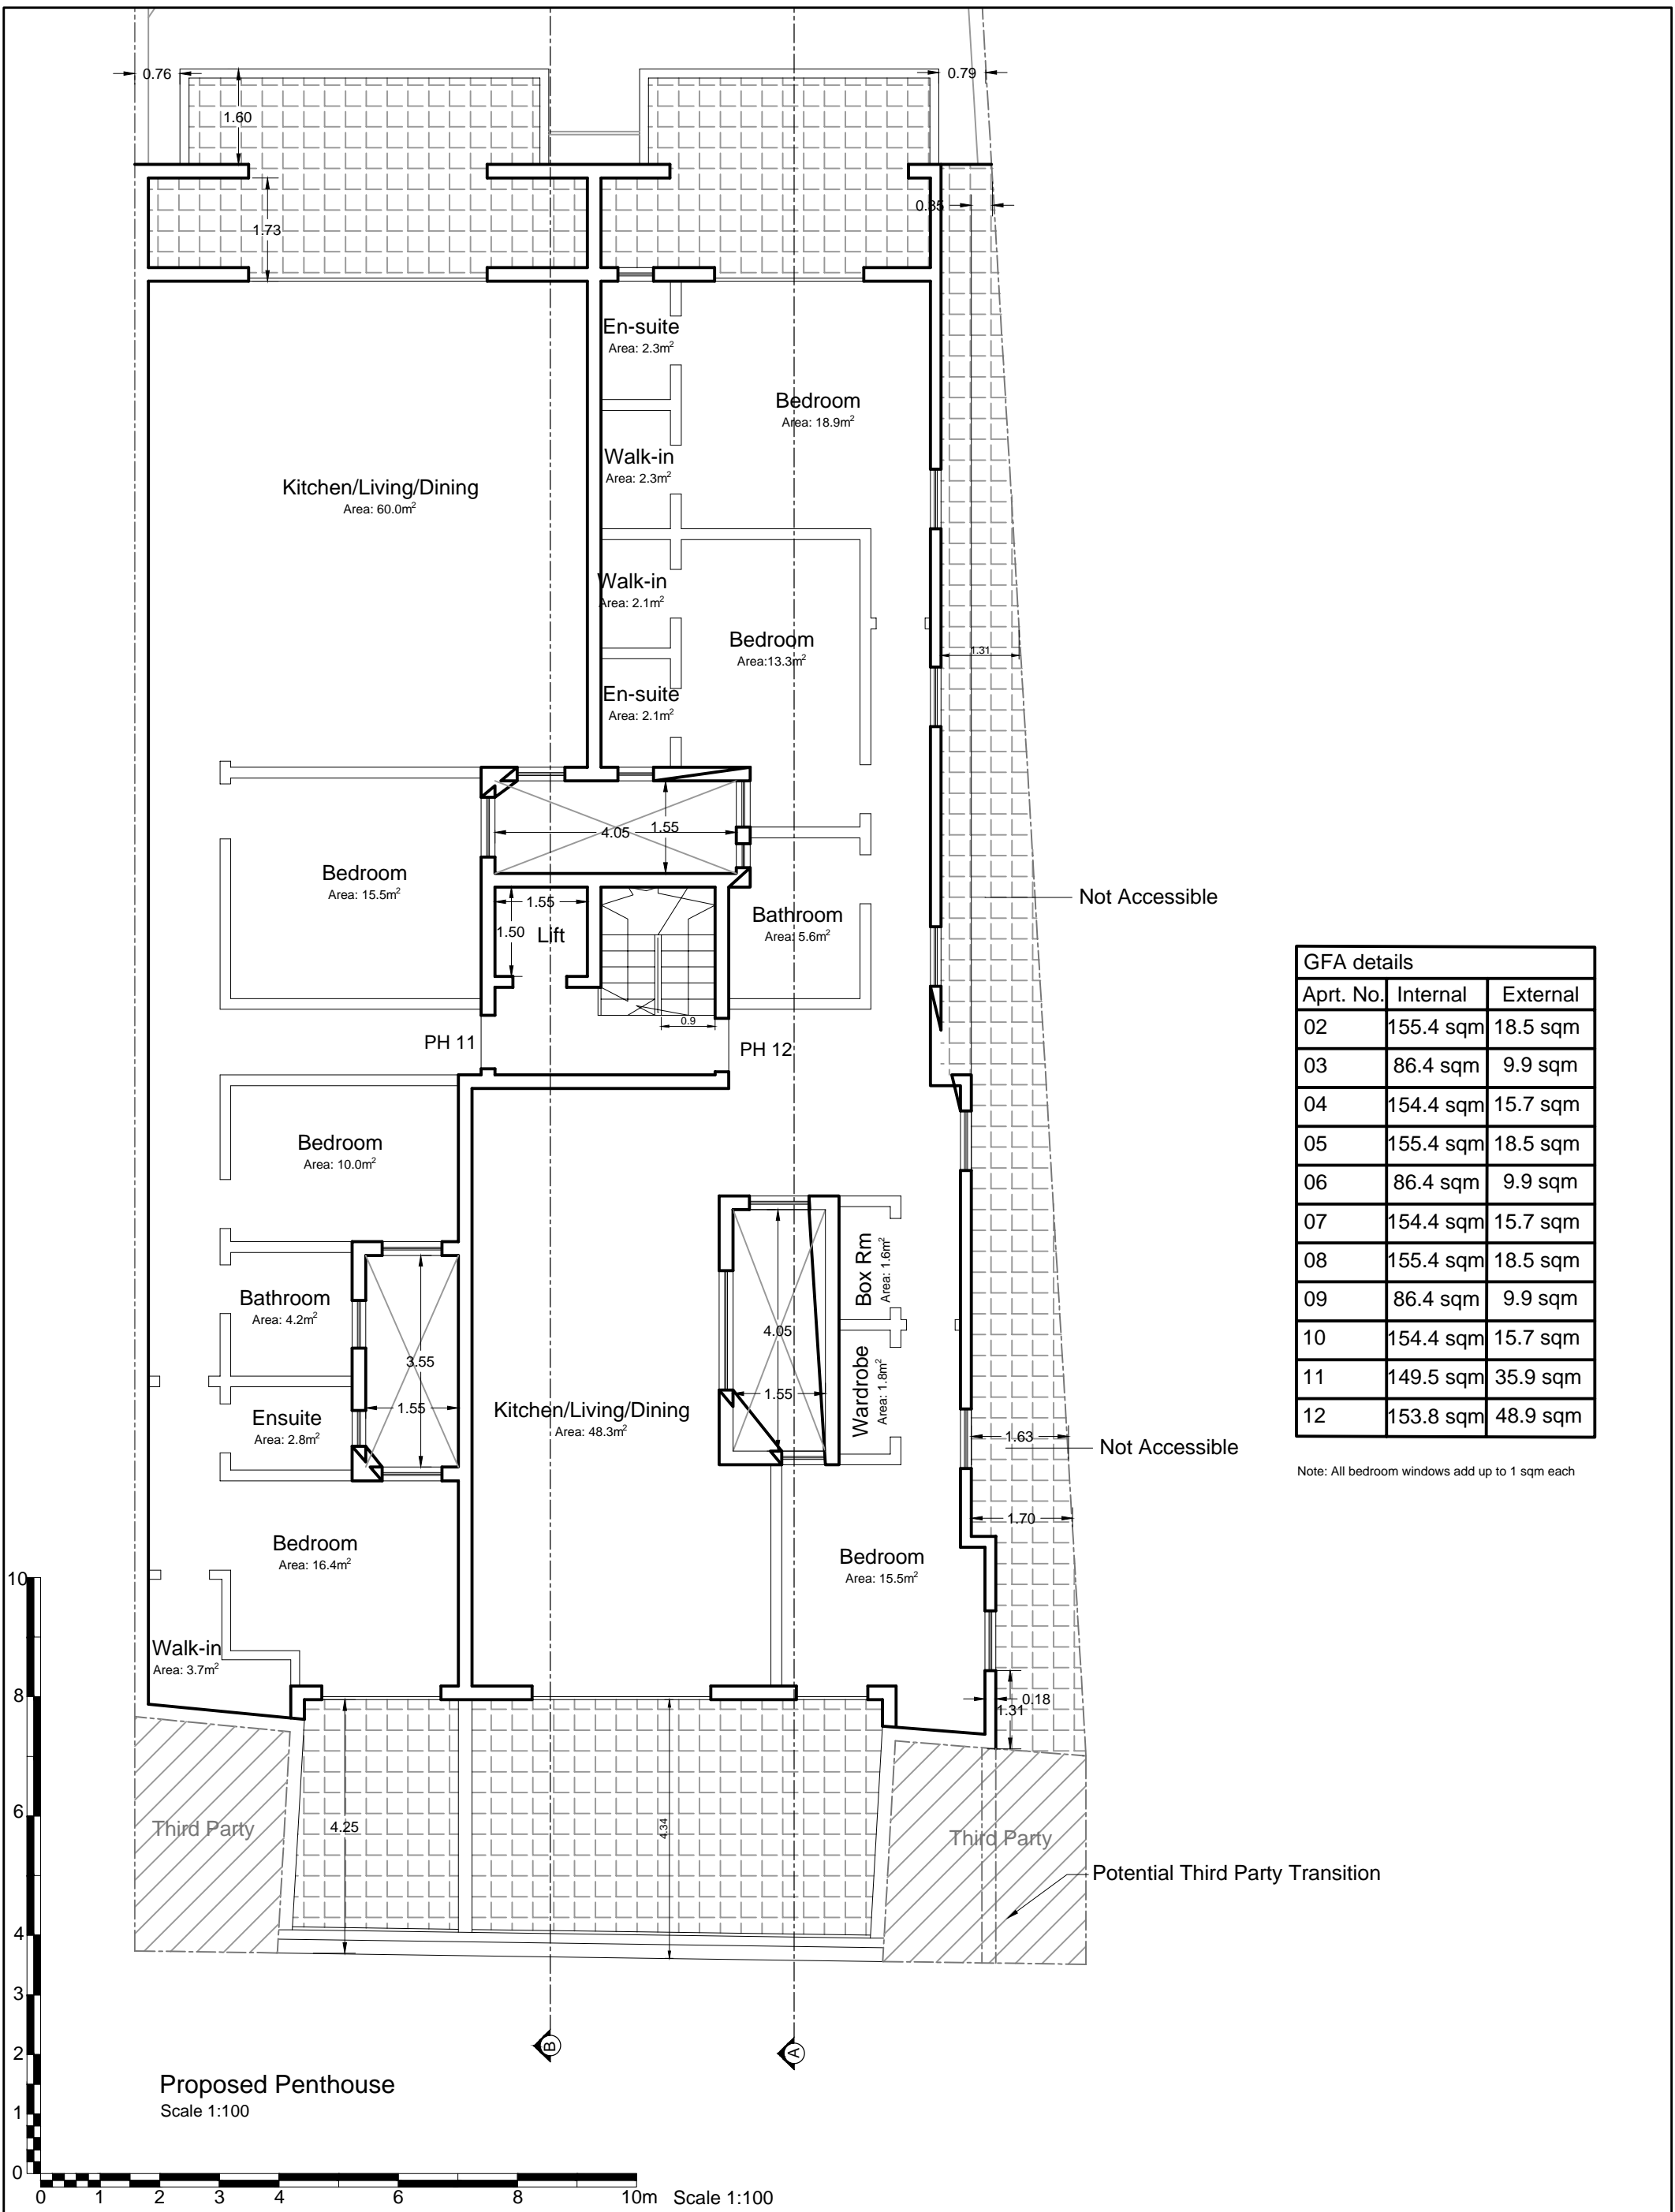 0.76
0.79
1.60
1.73
0.35
En-suite
Area: 2.3m²
Bedroom
Area: 18.9m²
Walk-in
Area: 2.3m²
Kitchen/Living/Dining
Area: 60.0m²
Walk-in
Area: 2.1m²
Bedroom
Area:13.3m²
1.31
En-suite
Area: 2.1m²
4.05
1.55
Bedroom
Area: 15.5m²
1.55
1.50
Lift
Bathroom
Area: 5.6m²
Not Accessible
0.9
PH 11
PH 12
GFA details
Aprt. No. Internal External
02 155.4 sqm 18.5 sqm
03 86.4 sqm 9.9 sqm
04 154.4 sqm 15.7 sqm
05 155.4 sqm 18.5 sqm
06 86.4 sqm 9.9 sqm
07 154.4 sqm 15.7 sqm
08 155.4 sqm 18.5 sqm
09 86.4 sqm 9.9 sqm
10 154.4 sqm 15.7 sqm
11 149.5 sqm 35.9 sqm
12 153.8 sqm 48.9 sqm
Note: All bedroom windows add up to 1 sqm each
Bedroom
Area: 10.0m²
Box Rm
Area: 1.6m²
Bathroom
Area: 4.2m²
4.05
3.55
Wardrobe
Area: 1.8m²
1.55
1.55
Ensuite
Area: 2.8m²
Kitchen/Living/Dining
Area: 48.3m²
1.63
Not Accessible
1.70
Bedroom
Area: 16.4m²
Bedroom
Area: 15.5m²
Walk-in
Area: 3.7m²
0.18
1.31
Third Party
4.25
4.34
Third Party
Potential Third Party Transition
B
A
Proposed Penthouse
Scale 1:100
10
8
6
4
3
2
1
0
0 1 2 3 4 6 8 10m Scale 1:100